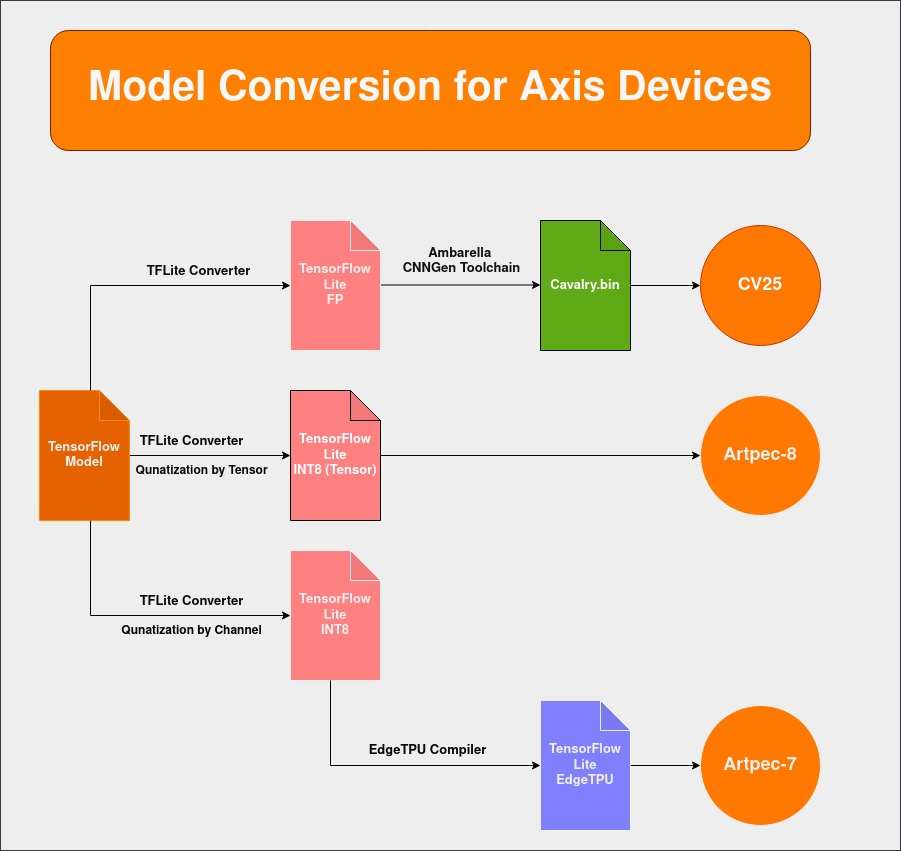 Model Conversion for Axis Devices
TFLite Converter
TensorFlow
Lite
FP
Ambarella
CNNGen Toolchain
Cavalry.bin
CV25
TensorFlow
Model
TFLite Converter
Qunatization by Tensor
TensorFlow
Lite
INT8 (Tensor)
Artpec-8
TFLite Converter
Qunatization by Channel
TensorFlow
Lite
INT8
EdgeTPU Compiler
TensorFlow
Lite
EdgeTPU
Artpec-7